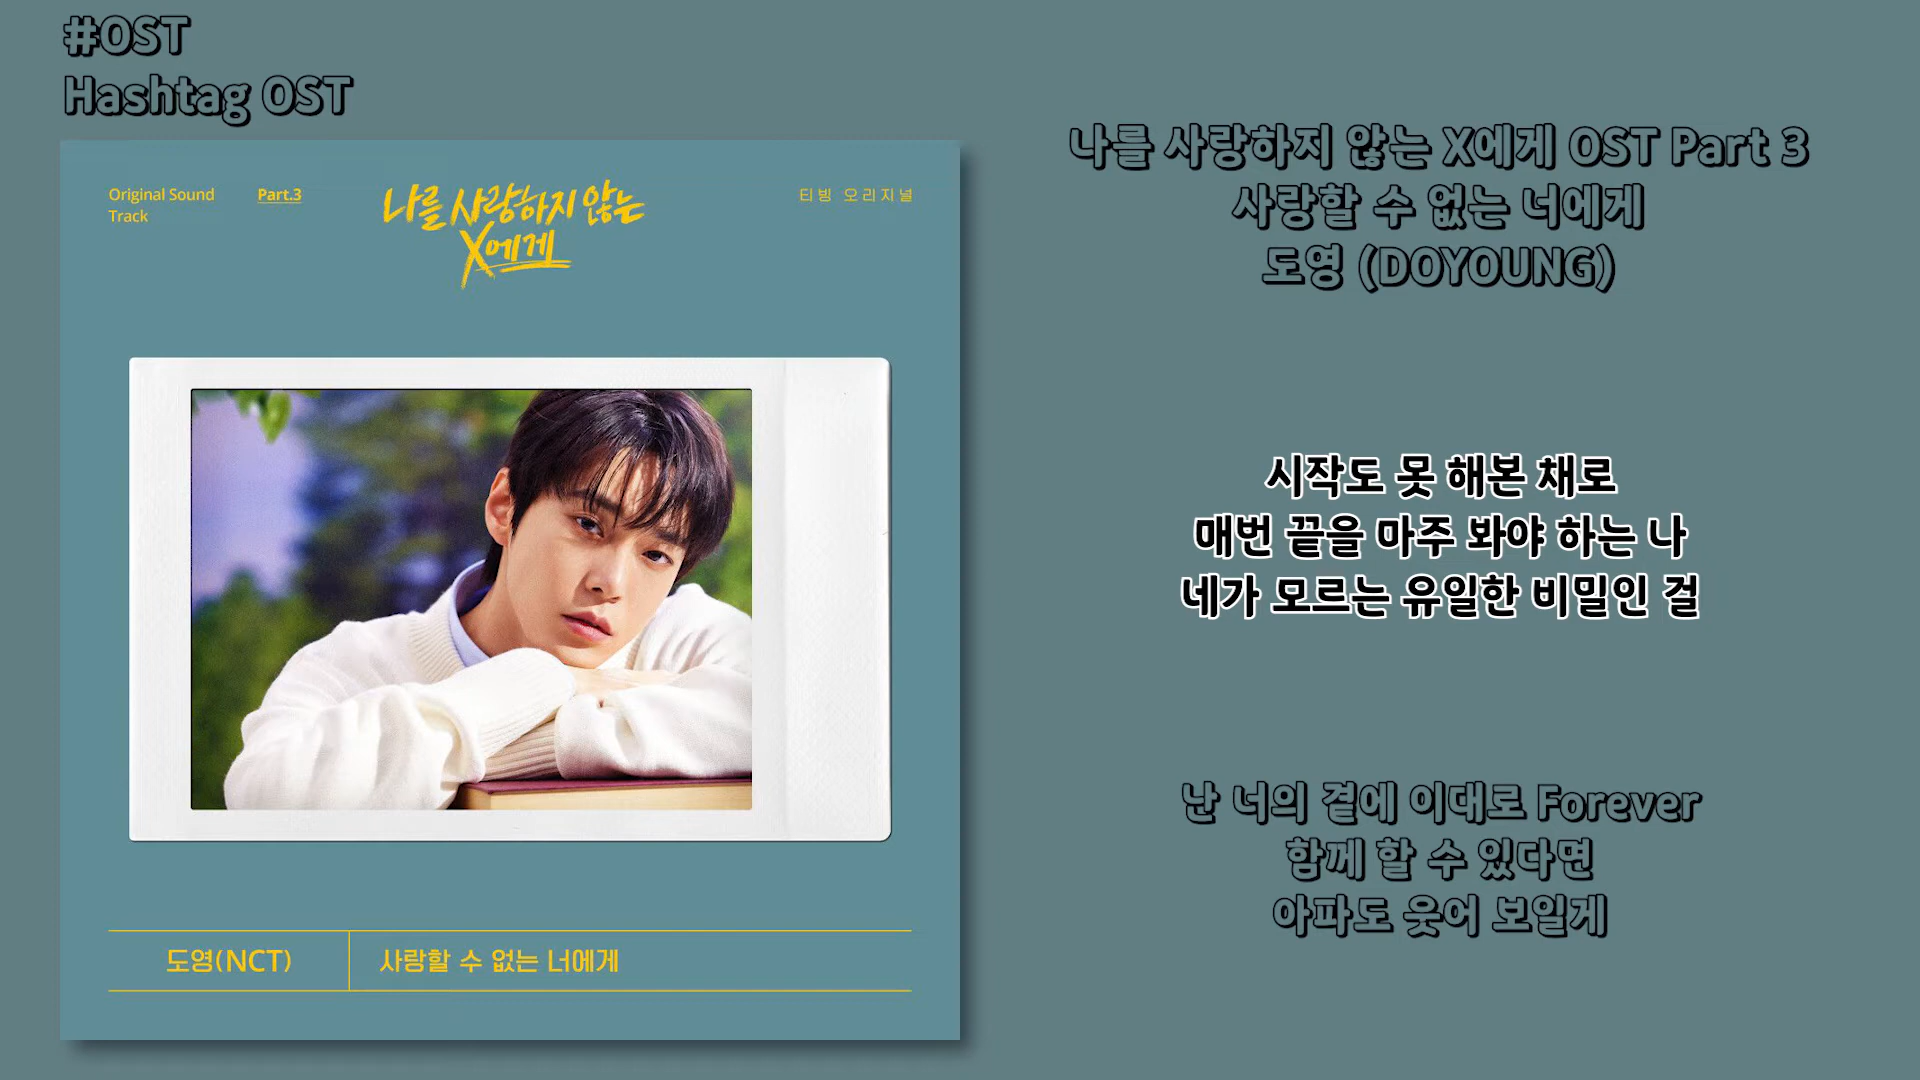 #OST
Hashtag OST
Original Sound
Track
Part.3
나를 사랑하지 않는
X에게
티빙 오리지널
도영(NCT)
사랑할 수 없는 너에게
나를 사랑하지 않는 X에게 OST Part 3
사랑할 수 없는 너에게
도영 (DOYOUNG)
시작도 못 해본 채로
매번 끝을 마주 봐야 하는 나
네가 모르는 유일한 비밀인 걸
난 너의 곁에 이대로 Forever
함께 할 수 있다면
아파도 웃어 보일게